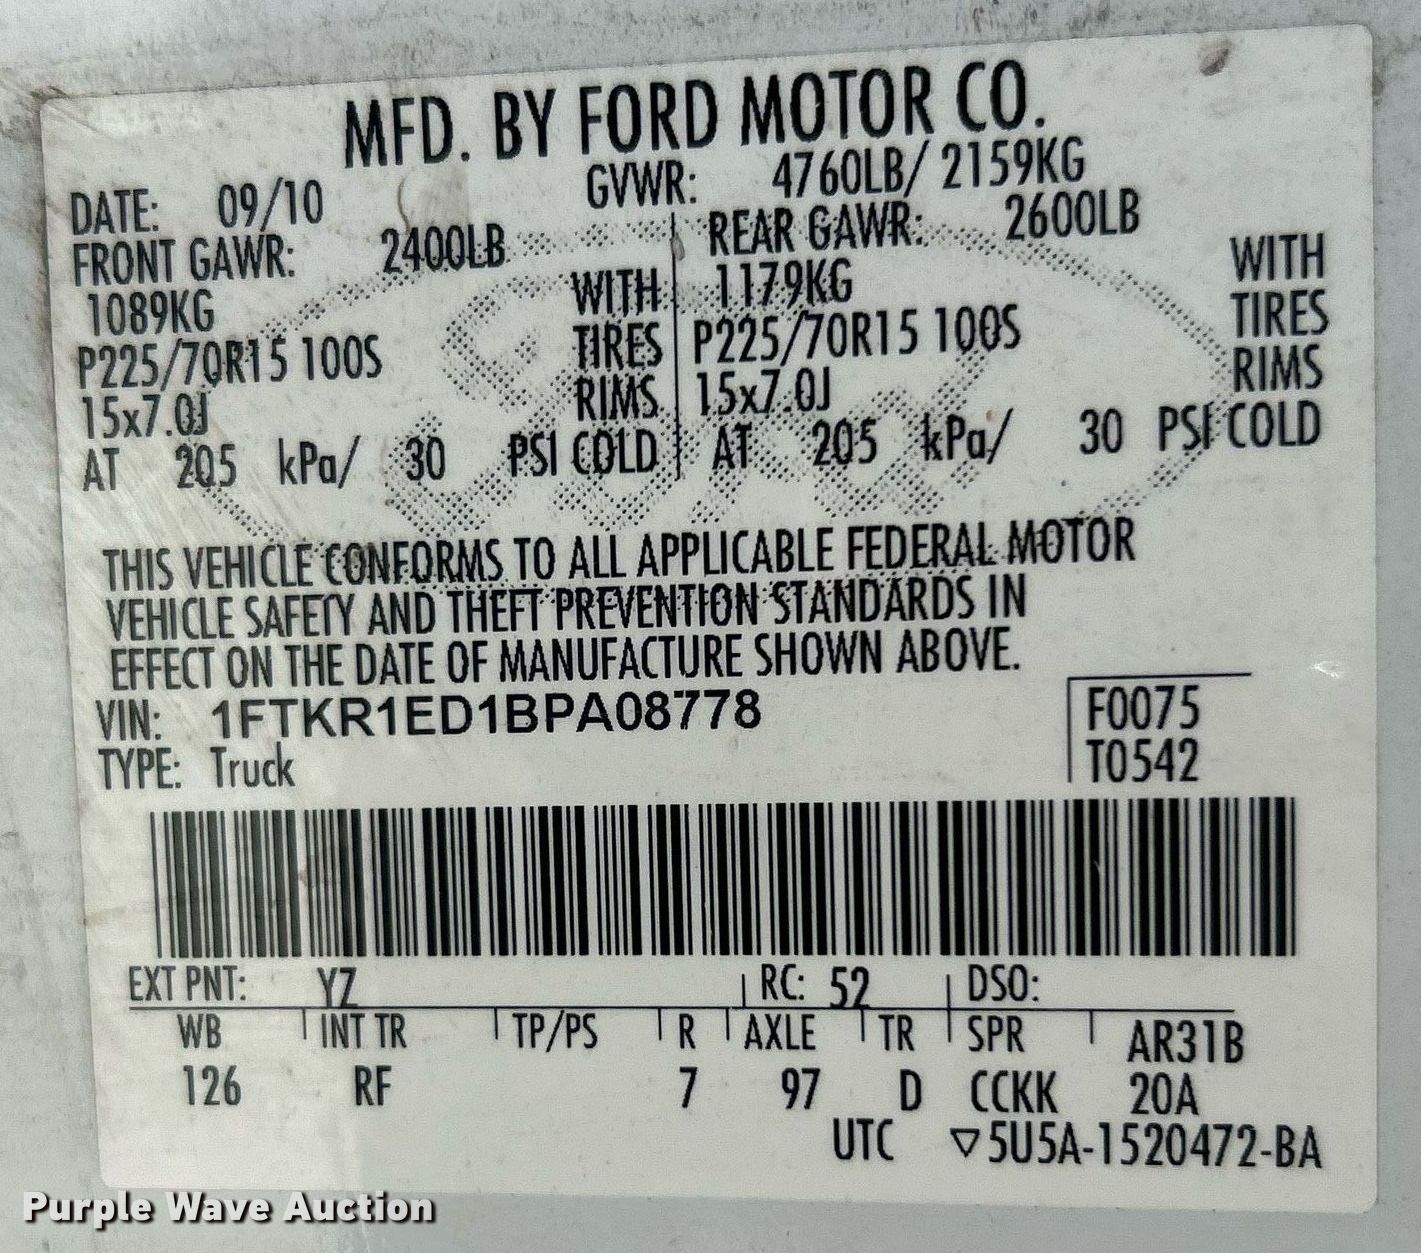 MFD. BY FORD MOTOR CO.
DATE: 09/10 GVWR: 4760LB/ 2159KG
FRONT GAWR: 2400LB REAR GAWR: 2600LB
1089KG WITH 1179KG WITH
P225/70R15 100S TIRES P225/70R15 100S TIRES
15x7.0J RIMS 15x7.0J RIMS
AT 205 kPa/ 30 PSI COLD AT 205 kPa/ 30 PSI COLD
THIS VEHICLE CONFORMS TO ALL APPLICABLE FEDERAL MOTOR
VEHICLE SAFETY AND THEFT PREVENTION STANDARDS IN
EFFECT ON THE DATE OF MANUFACTURE SHOWN ABOVE.
VIN: 1FTKR1ED1BPA08778 F0075
TYPE: Truck T0542
EXT PNT: YZ RC: 52 DSO:
WB INT TR TP/PS R AXLE TR SPR AR31B
126 RF 7 97 D CCKK 20A
UTC ▽5U5A-1520472-BA
Purple Wave Auction